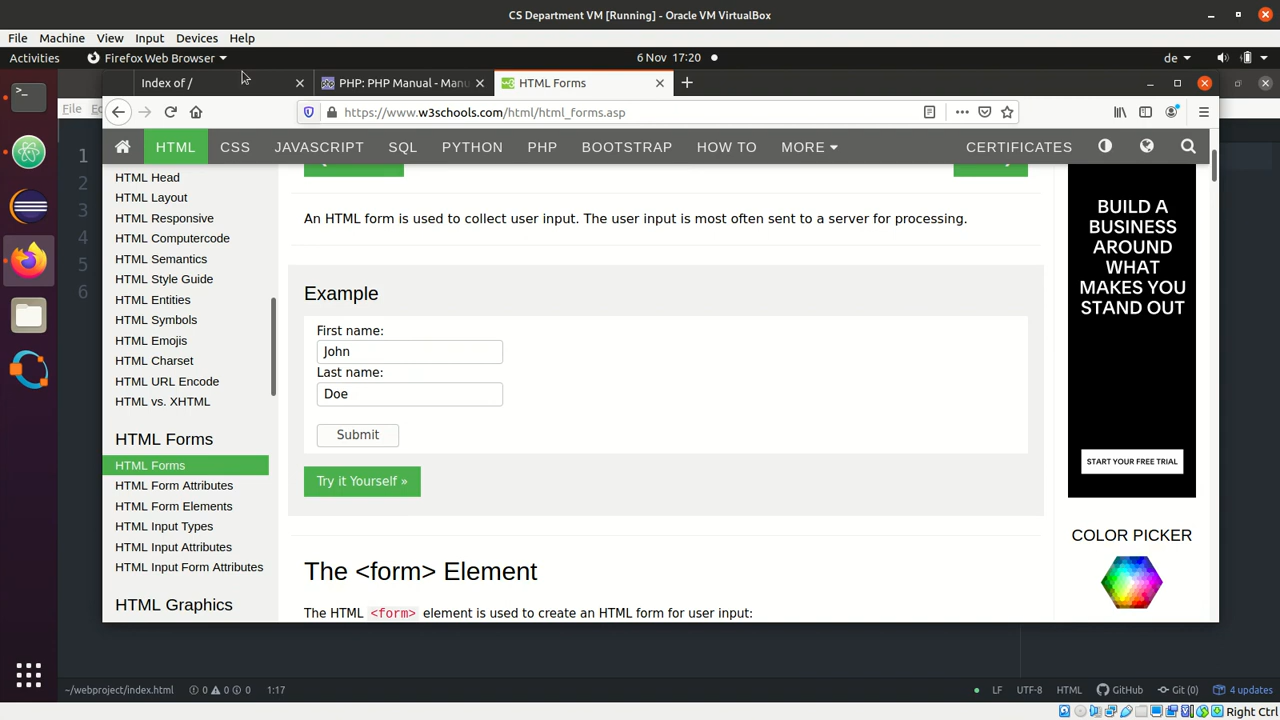 CS Department VM [Running] - Oracle VM VirtualBox
File Machine View Input Devices Help
Activities Firefox Web Browser 6 Nov 17:20 de
Index of / PHP: PHP Manual - Manu HTML Forms
File
https://www.w3schools.com/html/html_forms.asp
HTML CSS JAVASCRIPT SQL PYTHON PHP BOOTSTRAP HOW TO MORE CERTIFICATES
1
2
3
4
5
6
HTML Head
HTML Layout
HTML Responsive
HTML Computercode
HTML Semantics
HTML Style Guide
HTML Entities
HTML Symbols
HTML Emojis
HTML Charset
HTML URL Encode
HTML vs. XHTML
HTML Forms
HTML Forms
HTML Form Attributes
HTML Form Elements
HTML Input Types
HTML Input Attributes
HTML Input Form Attributes
HTML Graphics
An HTML form is used to collect user input. The user input is most often sent to a server for processing.
Example
First name:
John
Last name:
Doe
Submit
Try it Yourself »
The <form> Element
The HTML <form> element is used to create an HTML form for user input:
BUILD A
BUSINESS
AROUND
WHAT
MAKES YOU
STAND OUT
START YOUR FREE TRIAL
COLOR PICKER
~/webproject/index.html 0 0 0 1:17 LF UTF-8 HTML GitHub Git (0) 4 updates
Right Ctrl